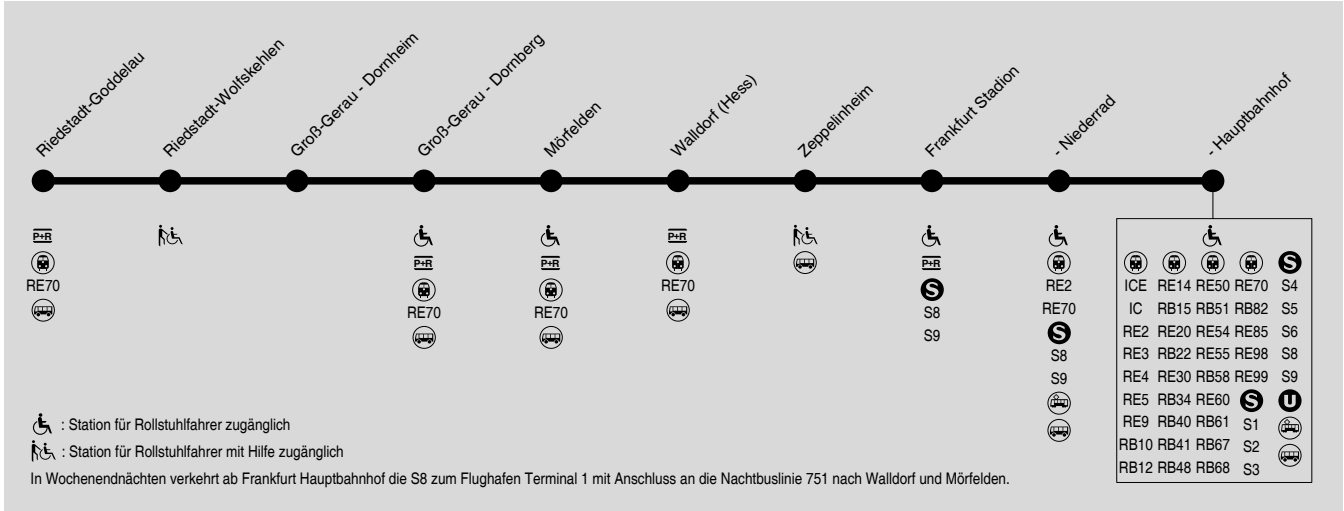 Riedstadt-Goddelau
Riedstadt-Wolfskehlen
Groß-Gerau - Dornheim
Groß-Gerau - Dornberg
Mörfelden
Walldorf (Hess)
Zeppelinheim
Frankfurt Stadion
- Niederrad
- Hauptbahnhof
P+R
RE70
P+R
RE70
P+R
RE70
P+R
RE70
P+R
S
S8
S9
RE2
RE70
S
S8
S9
S
ICE RE14 RE50 RE70 S4
IC RB15 RB51 RB82 S5
RE2 RE20 RE54 RE85 S6
RE3 RB22 RE55 RE98 S8
RE4 RE30 RB58 RE99 S9
RE5 RB34 RE60 S U
RE9 RB40 RB61 S1
RB10 RB41 RB67 S2
RB12 RB48 RB68 S3
: Station für Rollstuhlfahrer zugänglich
: Station für Rollstuhlfahrer mit Hilfe zugänglich
In Wochenendnächten verkehrt ab Frankfurt Hauptbahnhof die S8 zum Flughafen Terminal 1 mit Anschluss an die Nachtbuslinie 751 nach Walldorf und Mörfelden.